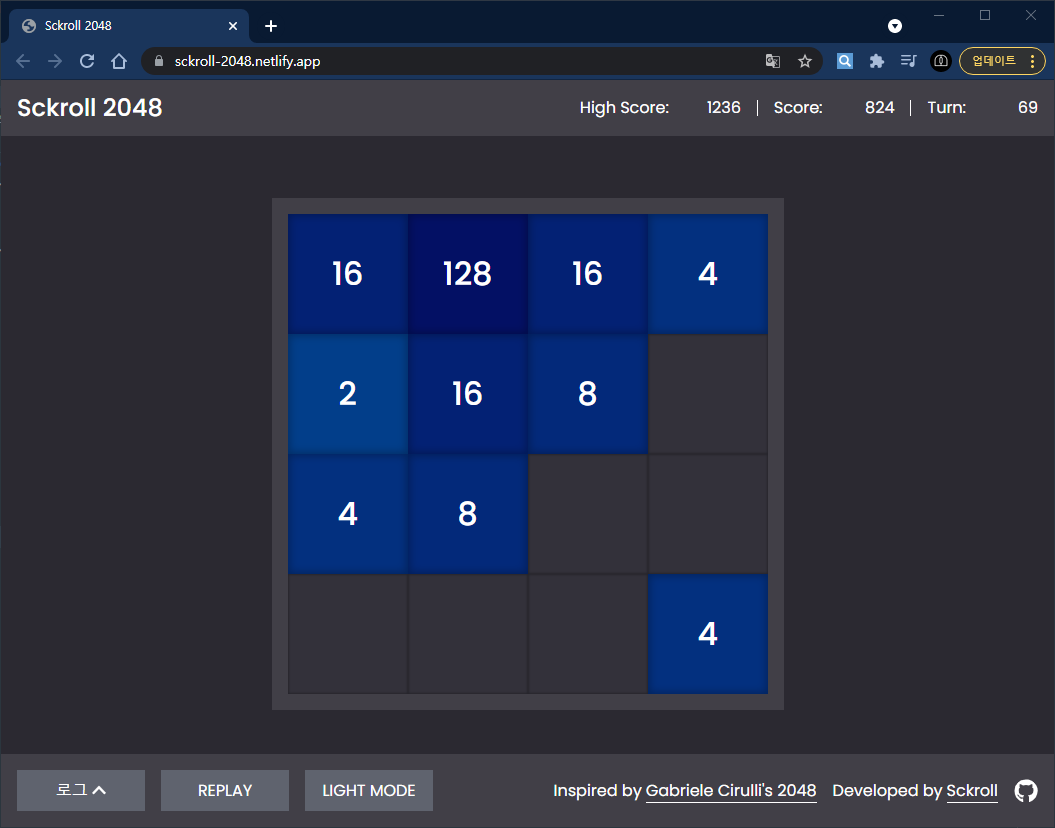 Sckroll 2048
sckroll-2048.netlify.app
업데이트
Sckroll 2048
High Score: 1236 | Score: 824 | Turn: 69
16 128 16 4
2 16 8
4 8
4
로그
REPLAY
LIGHT MODE
Inspired by Gabriele Cirulli's 2048
Developed by Sckroll